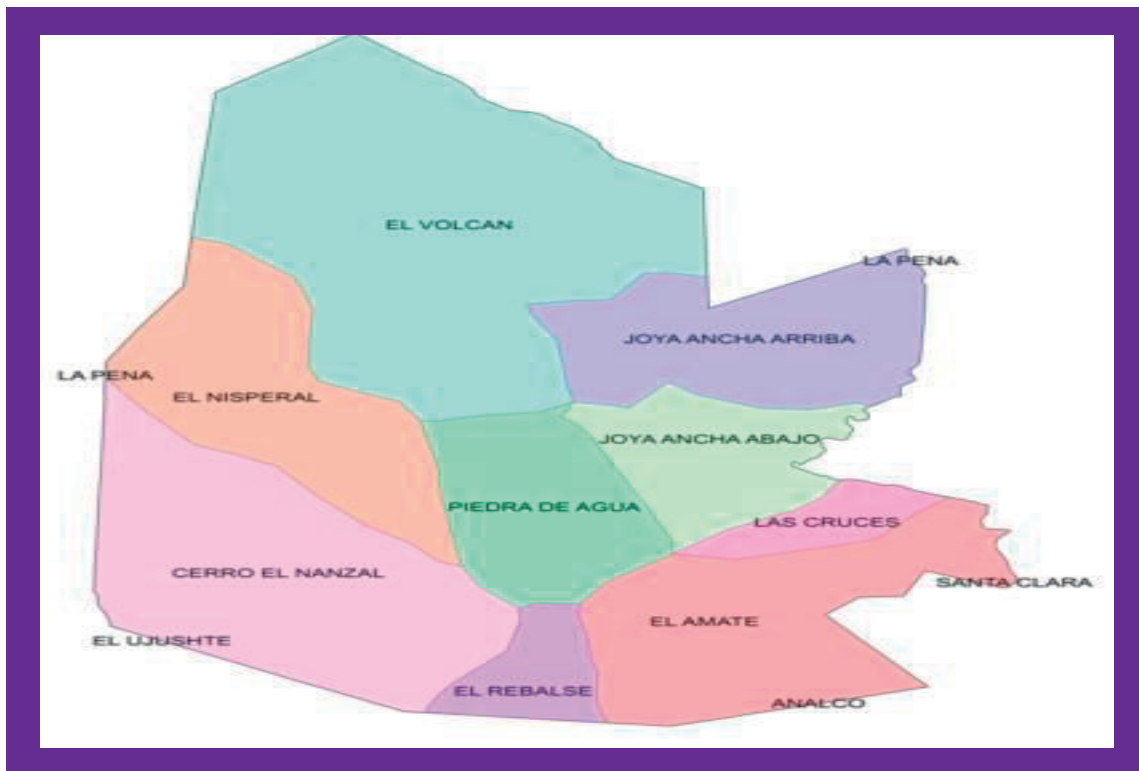 EL VOLCAN
LA PENA
JOYA ANCHA ARRIBA
LA PENA
EL NISPERAL
JOYA ANCHA ABAJO
PIEDRA DE AGUA
LAS CRUCES
CERRO EL NANZAL
SANTA CLARA
EL UJUSHTE
EL AMATE
EL REBALSE
ANALCO